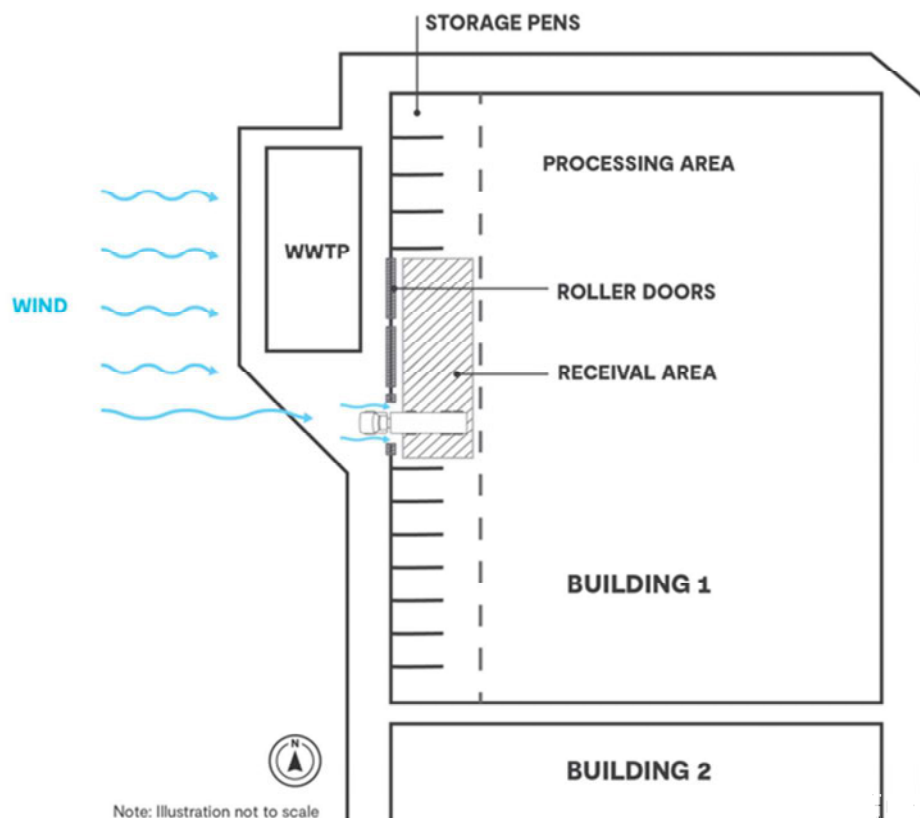 STORAGE PENS
PROCESSING AREA
WWTP
WIND
ROLLER DOORS
RECEIVAL AREA
BUILDING 1
N
BUILDING 2
Note: Illustration not to scale